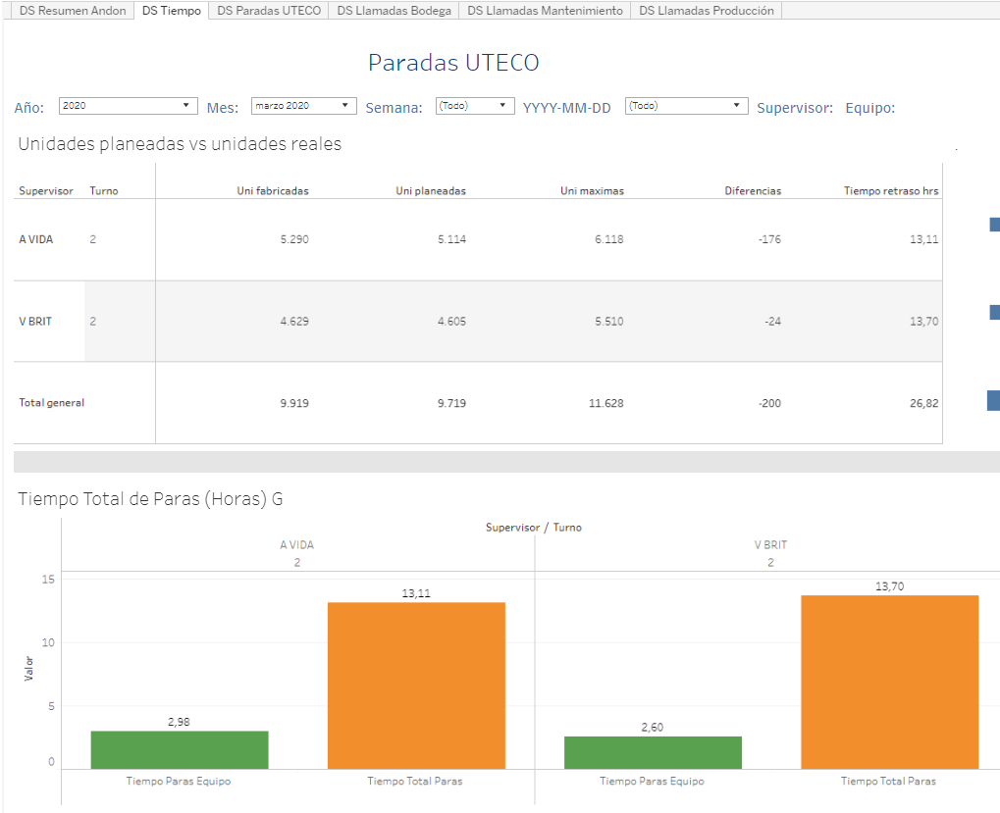 DS Resumen Andon DS Tiempo DS Paradas UTECO DS Llamadas Bodega DS Llamadas Mantenimiento DS Llamadas Producción
Paradas UTECO
Año: 2020 Mes: marzo 2020 Semana: (Todo) YYYY-MM-DD (Todo) Supervisor: Equipo:
Unidades planeadas vs unidades reales .
Supervisor Turno Uni fabricadas Uni planeadas Uni maximas Diferencias Tiempo retraso hrs
A VIDA 2 5.290 5.114 6.118 -176 13,11
V BRIT 2 4.629 4.605 5.510 -24 13,70
Total general 9.919 9.719 11.628 -200 26,82
Tiempo Total de Paras (Horas) G
Supervisor / Turno
A VIDA V BRIT
2 2
15
10
5
0
Valor
2,98 13,11 2,60 13,70
Tiempo Paras Equipo Tiempo Total Paras Tiempo Paras Equipo Tiempo Total Paras